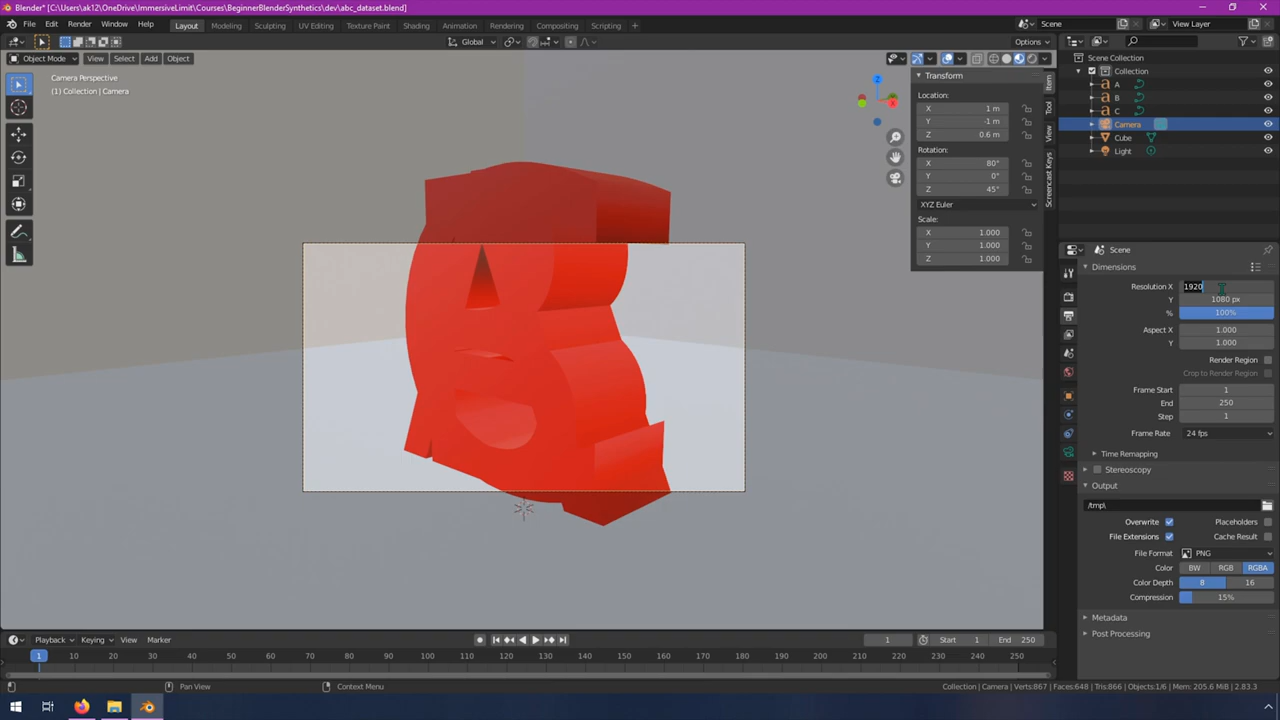 Blender* [C:\Users\ak12\OneDrive\ImmersiveLimit\Courses\BeginnerBlenderSynthetics\dev\abc_dataset.blend]
File Edit Render Window Help Layout Modeling Sculpting UV Editing Texture Paint Shading Animation Rendering Compositing Scripting + Scene View Layer
Global Options
Object Mode View Select Add Object
Camera Perspective
(1) Collection | Camera
Transform
Location:
X 1 m
Y -1 m
Z 0.6 m
Rotation:
X 80°
Y 0°
Z 45°
XYZ Euler
Scale:
X 1.000
Y 1.000
Z 1.000
Item
Tool
View
Screencast Keys
Scene Collection
Collection
A
B
C
Camera
Cube
Light
Scene
Dimensions
Resolution X 1920
Y 1080 px
% 100%
Aspect X 1.000
Y 1.000
Render Region
Crop to Render Region
Frame Start 1
End 250
Step 1
Frame Rate 24 fps
Time Remapping
Stereoscopy
Output
/tmp\
Overwrite Placeholders
File Extensions Cache Result
File Format PNG
Color BW RGB RGBA
Color Depth 8 16
Compression 15%
Metadata
Post Processing
Playback Keying View Marker 1 Start 1 End 250
1 10 20 30 40 50 60 70 80 90 100 110 120 130 140 150 160 170 180 190 200 210 220 230 240 250
Pan View Context Menu Collection | Camera | Verts:867 | Faces:648 | Tris:866 | Objects:1/6 | Mem: 205.6 MiB | 2.83.3